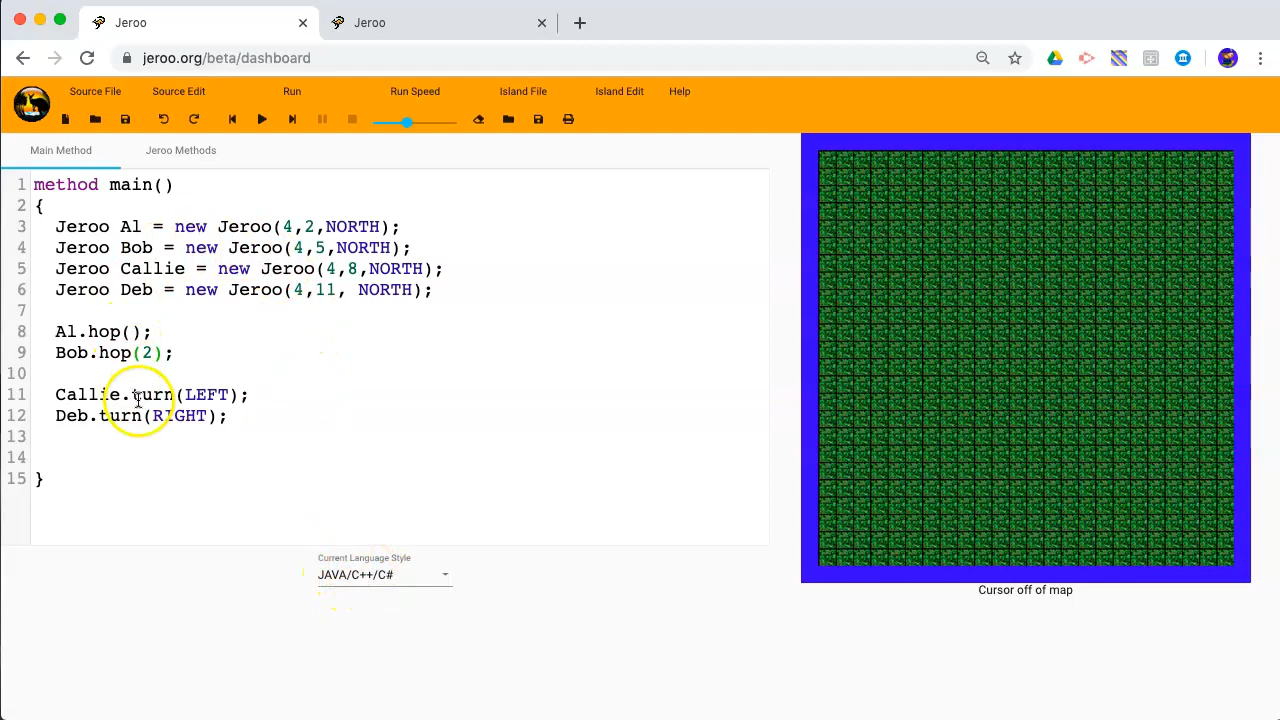 Jeroo
Jeroo
jeroo.org/beta/dashboard
Source File
Source Edit
Run
Run Speed
Island File
Island Edit
Help
Main Method
Jeroo Methods
1 method main()
2 {
3 Jeroo Al = new Jeroo(4,2,NORTH);
4 Jeroo Bob = new Jeroo(4,5,NORTH);
5 Jeroo Callie = new Jeroo(4,8,NORTH);
6 Jeroo Deb = new Jeroo(4,11, NORTH);
7
8 Al.hop();
9 Bob.hop(2);
10
11 Callie.turn(LEFT);
12 Deb.turn(RIGHT);
13
14
15 }
Current Language Style
JAVA/C++/C#
Cursor off of map